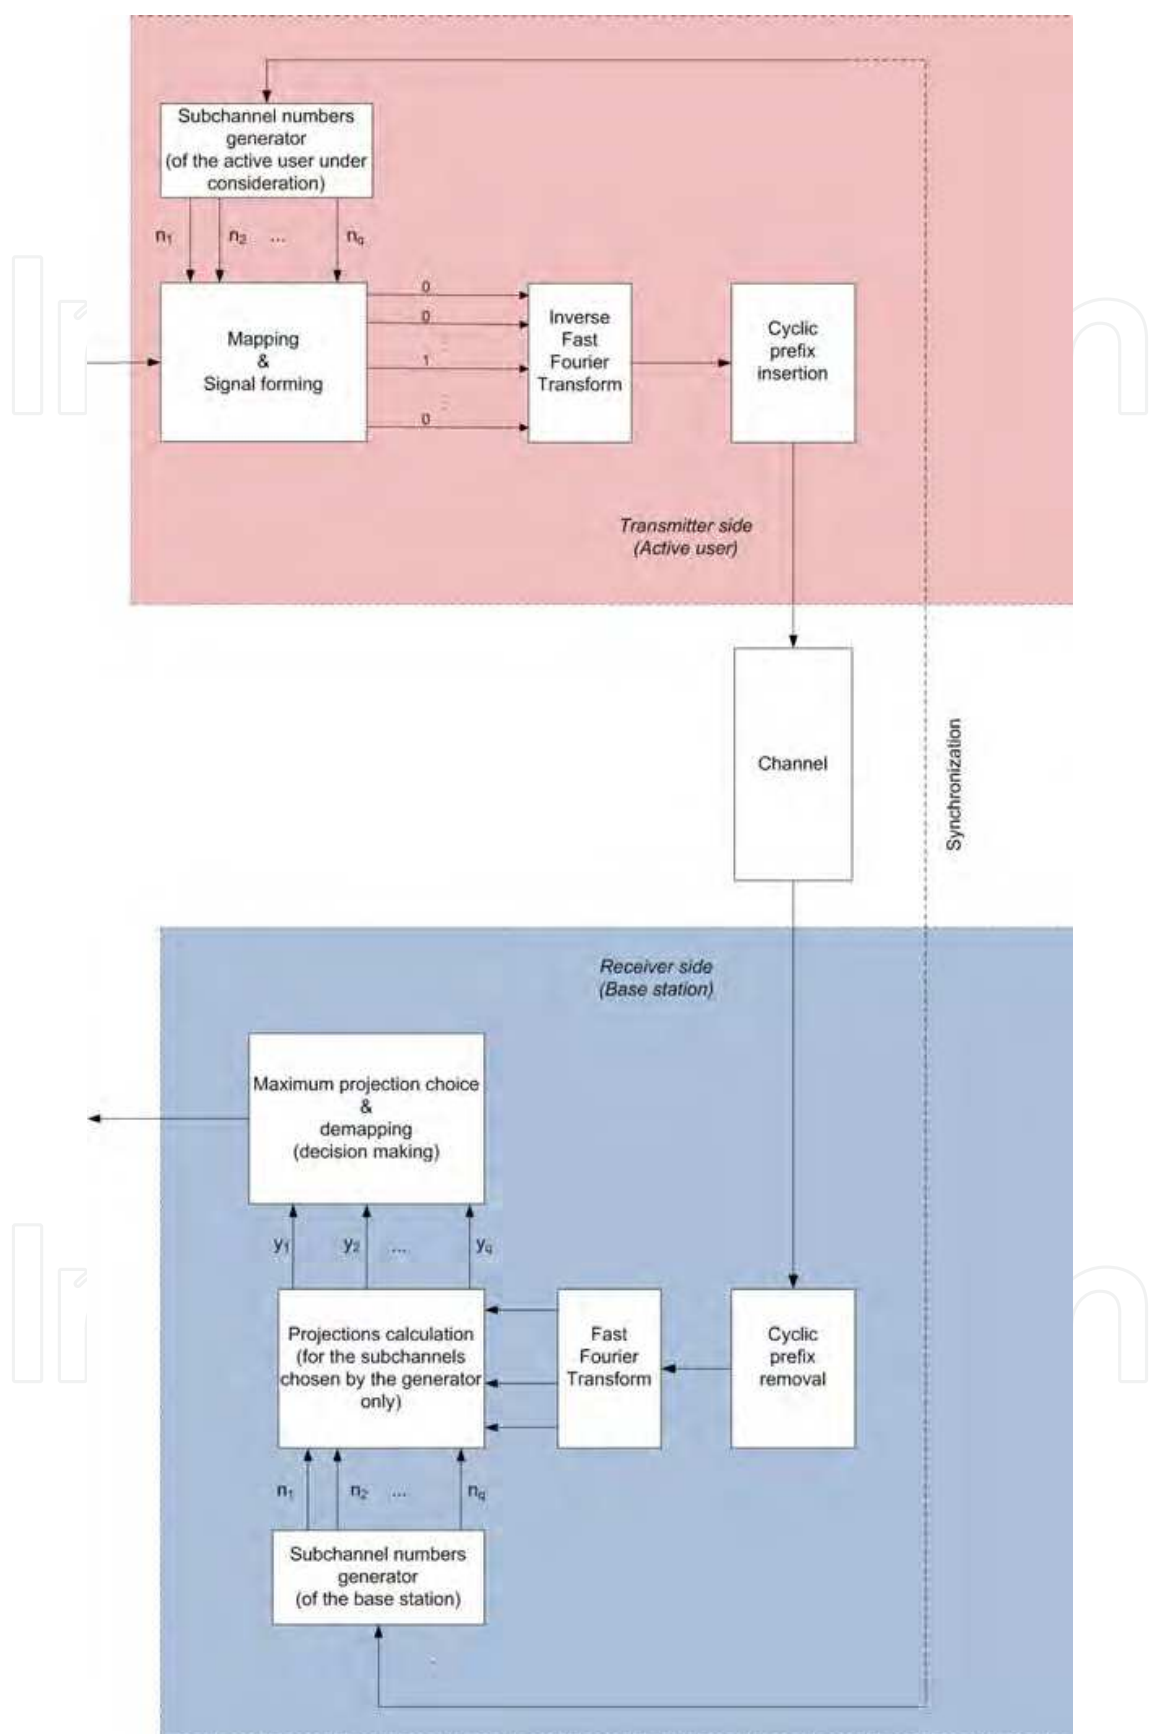 Subchannel numbers
generator
(of the active user under
consideration)
n1 n2 ... nq
Mapping
&
Signal forming
0
0
1
0
Inverse
Fast
Fourier
Transform
Cyclic
prefix
insertion
Transmitter side
(Active user)
Channel
Synchronization
Receiver side
(Base station)
Maximum projection choice
&
demapping
(decision making)
y1 y2 ... yq
Projections calculation
(for the subchannels
chosen by the generator
only)
Fast
Fourier
Transform
Cyclic
prefix
removal
n1 n2 ... nq
Subchannel numbers
generator
(of the base station)